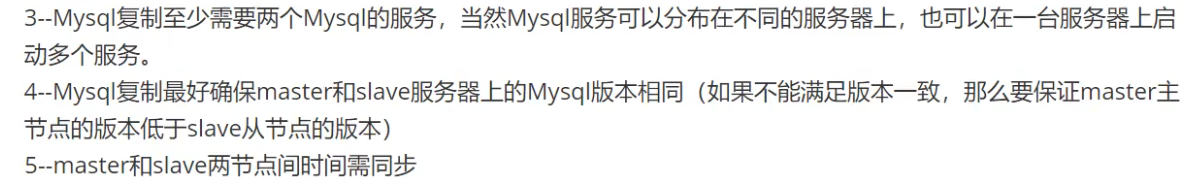 3--Mysql复制至少需要两个Mysql的服务，当然Mysql服务可以分布在不同的服务器上，也可以在一台服务器上启
动多个服务。
4--Mysql复制最好确保master和slave服务器上的Mysql版本相同（如果不能满足版本一致，那么要保证master主
节点的版本低于slave从节点的版本）
5--master和slave两节点间时间需同步